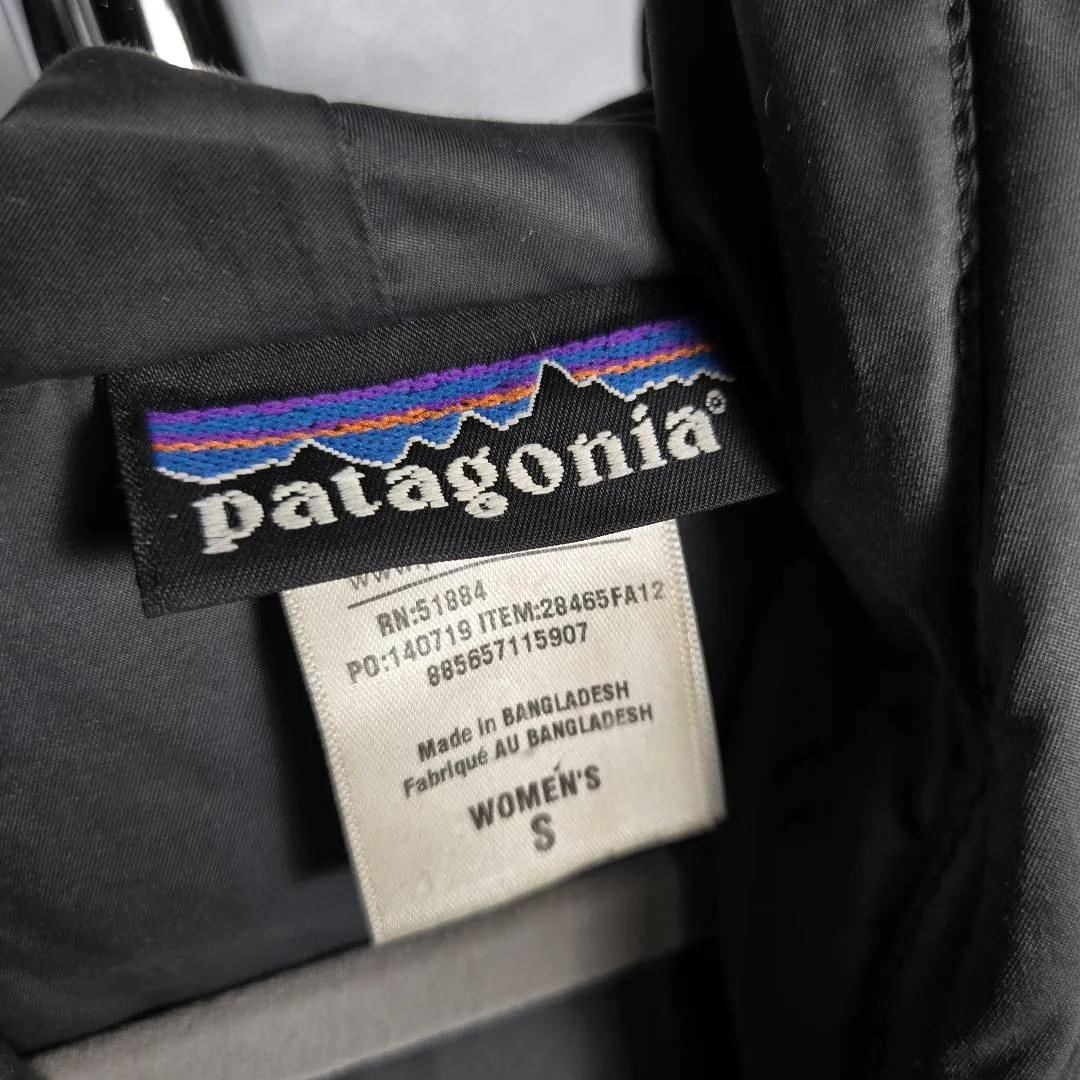 patagonia®
RN:51884
PO:140719 ITEM:28465FA12
885657115907
Made in BANGLADESH
Fabriqué AU BANGLADESH
WOMEN'S
S